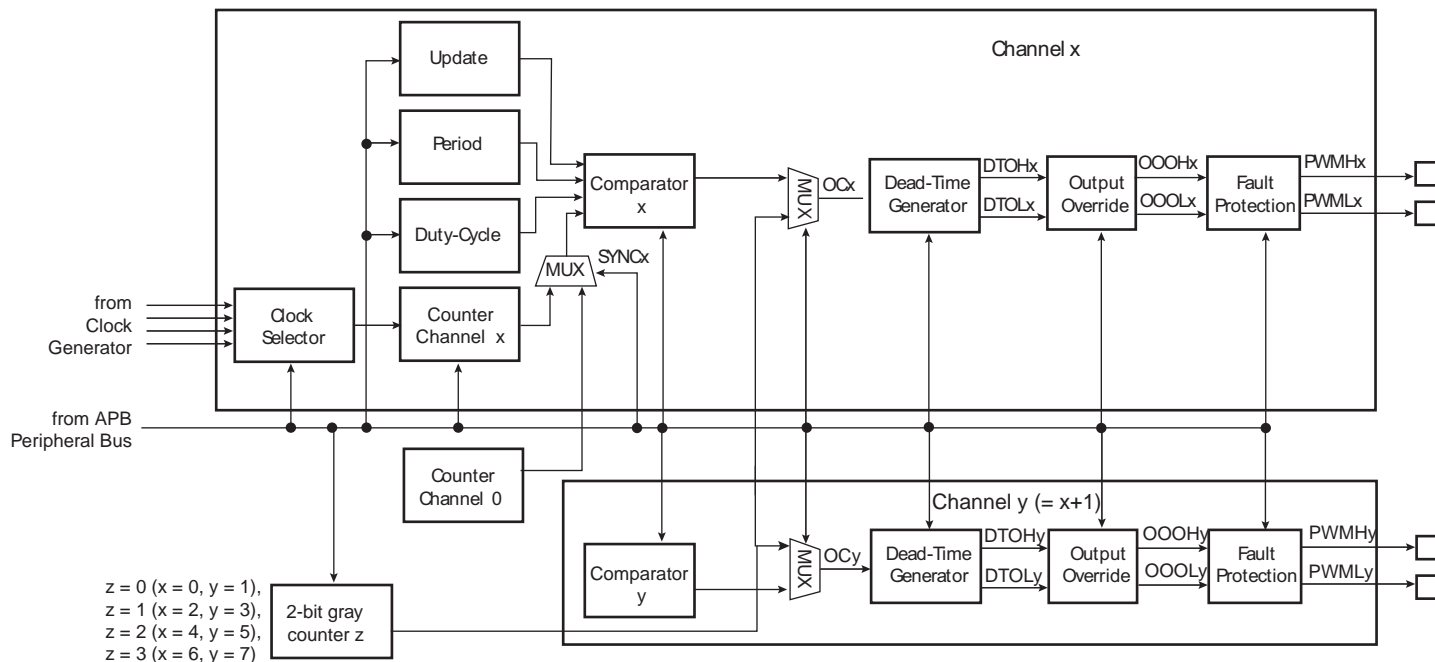 Channel x
Update
Period
Comparator
x
Duty-Cycle
MUX
SYNCx
MUX
OCx
Dead-Time
Generator
DTOHx
DTOLx
Output
Override
OOOHx
OOOLx
Fault
Protection
PWMHx
PWMLx
from
Clock
Generator
Clock
Selector
Counter
Channel x
from APB
Peripheral Bus
Counter
Channel 0
Channel y (= x+1)
Comparator
y
MUX
OCy
Dead-Time
Generator
DTOHy
DTOLy
Output
Override
OOOHy
OOOLy
Fault
Protection
PWMHy
PWMLy
z = 0 (x = 0, y = 1),
z = 1 (x = 2, y = 3),
z = 2 (x = 4, y = 5),
z = 3 (x = 6, y = 7)
2-bit gray
counter z